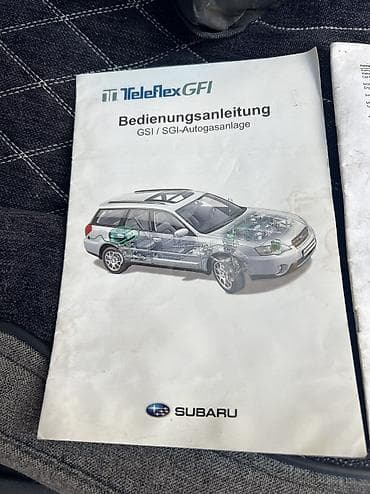 TeleflexGFI
Bedienungsanleitung
GSI / SGI-Autogasanlage
SUBARU